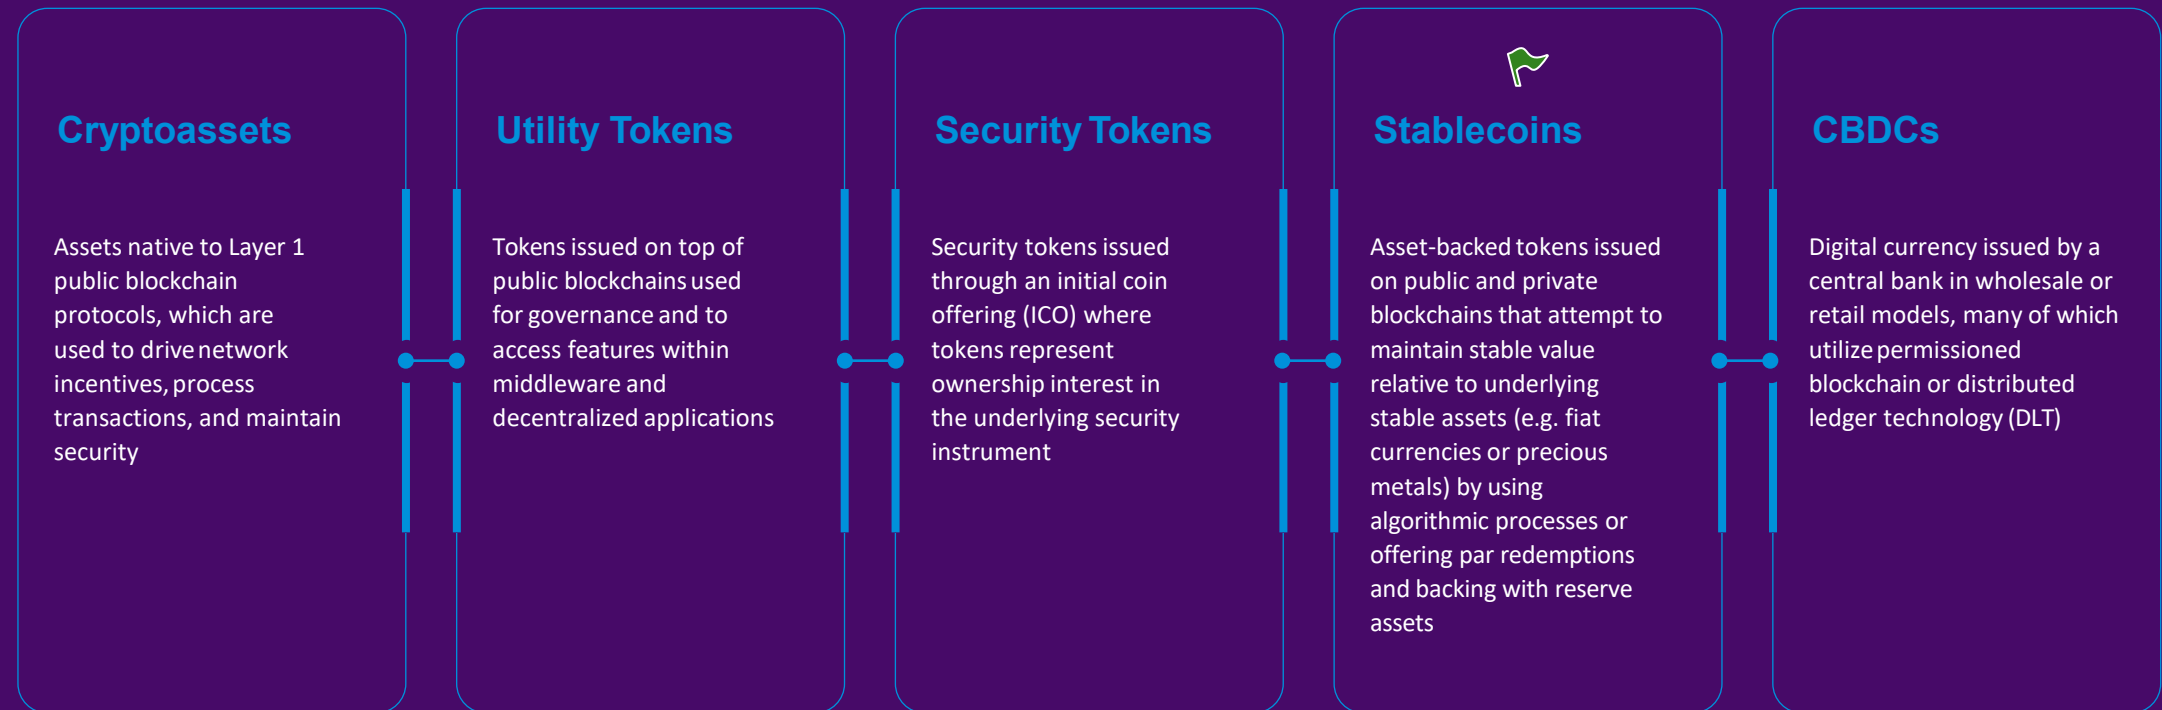 Cryptoassets
Assets native to Layer 1
public blockchain
protocols, which are
used to drive network
incentives, process
transactions, and maintain
security
Utility Tokens
Tokens issued on top of
public blockchains used
for governance and to
access features within
middleware and
decentralized applications
Security Tokens
Security tokens issued
through an initial coin
offering (ICO) where
tokens represent
ownership interest in
the underlying security
instrument
Stablecoins
Asset-backed tokens issued
on public and private
blockchains that attempt to
maintain stable value
relative to underlying
stable assets (e.g. fiat
currencies or precious
metals) by using
algorithmic processes or
offering par redemptions
and backing with reserve
assets
CBDCs
Digital currency issued by a
central bank in wholesale or
retail models, many of which
utilize permissioned
blockchain or distributed
ledger technology (DLT)